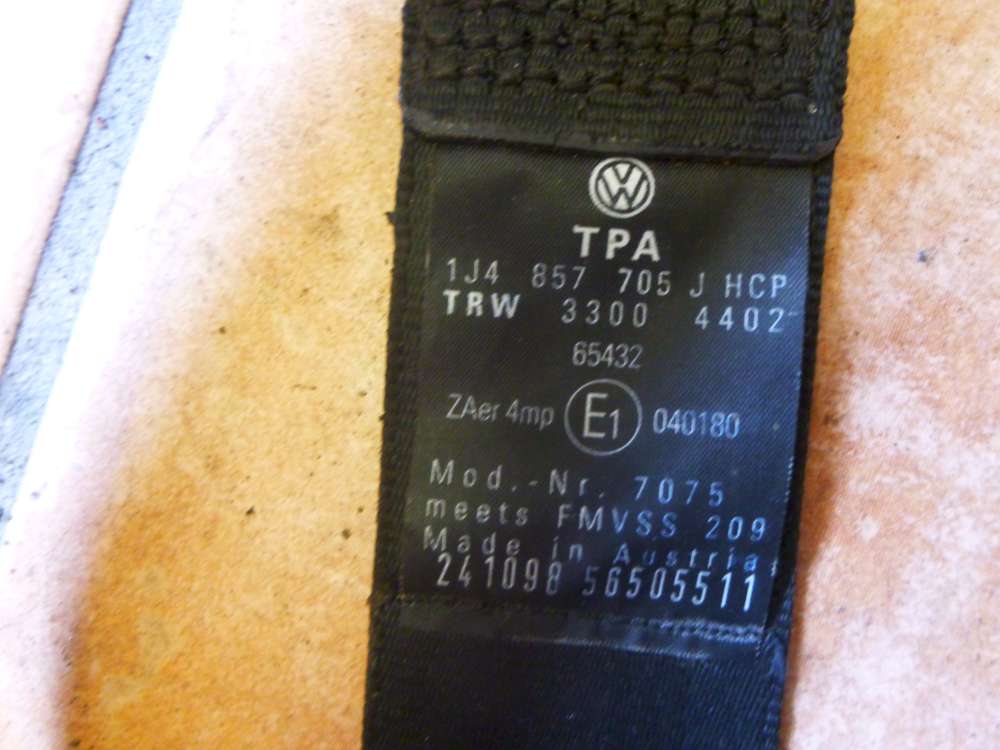 VW
TPA
1J4 857 705 J HCP
TRW 3300 4402
65432
ZAer 4mp E1 040180
Mod.-Nr. 7075
meets FMVSS 209
Made in Austria
241098 56505511